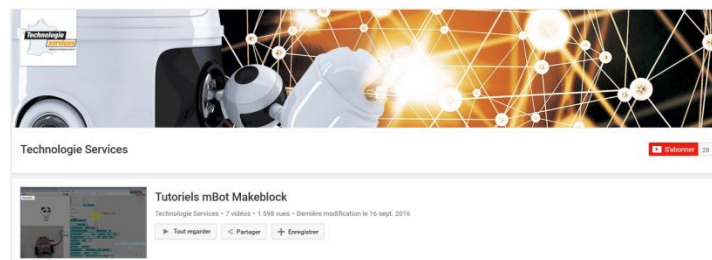 Technologie
Services
Technologie Services
S'abonner 28
Tutoriels mBot Makeblock
Technologie Services • 7 vidéos • 1 598 vues • Dernière modification le 16 sept. 2016
Tout regarder
Partager
Enregistrer